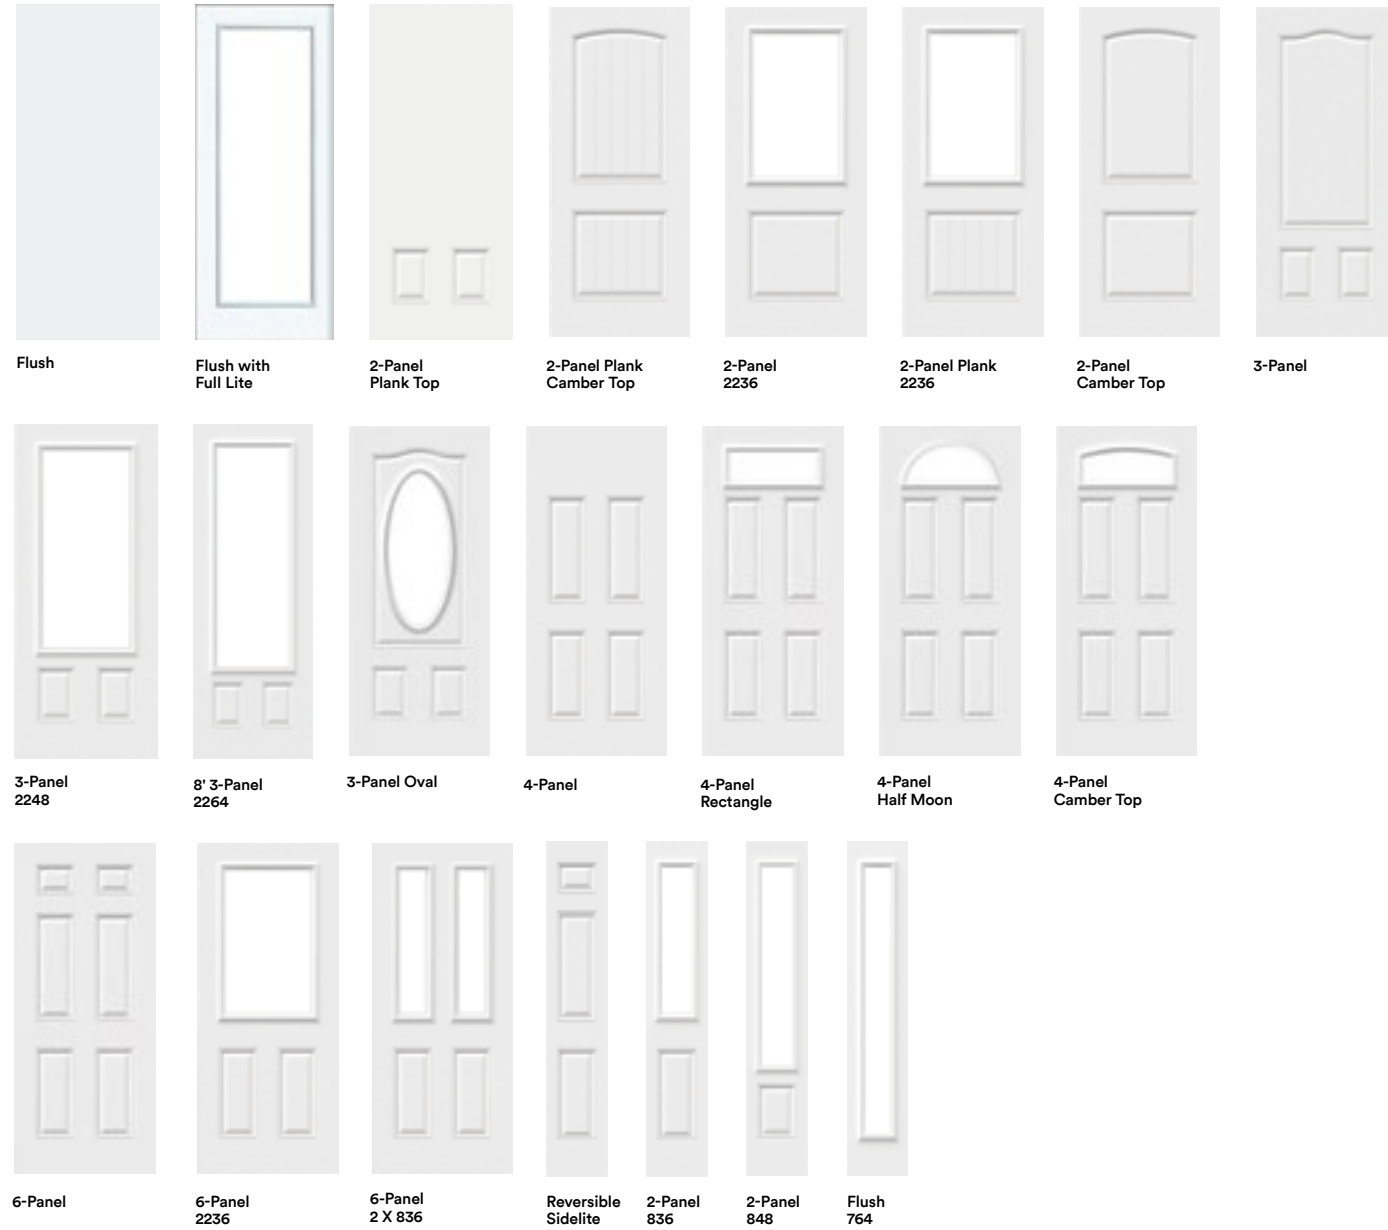 Flush
Flush with
Full Lite
2-Panel
Plank Top
2-Panel Plank
Camber Top
2-Panel
2236
2-Panel Plank
2236
2-Panel
Camber Top
3-Panel
3-Panel
2248
8' 3-Panel
2264
3-Panel Oval
4-Panel
4-Panel
Rectangle
4-Panel
Half Moon
4-Panel
Camber Top
6-Panel
6-Panel
2236
6-Panel
2 X 836
Reversible
Sidelite
2-Panel
836
2-Panel
848
Flush
764